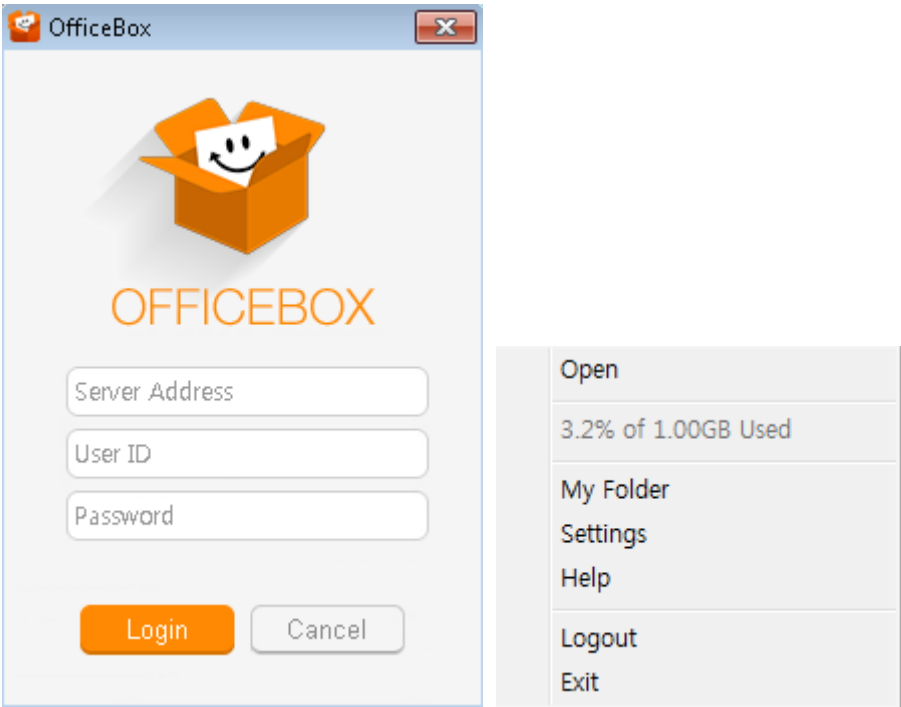 OfficeBox
OFFICEBOX
Server Address
User ID
Password
Login
Cancel
Open
3.2% of 1.00GB Used
My Folder
Settings
Help
Logout
Exit